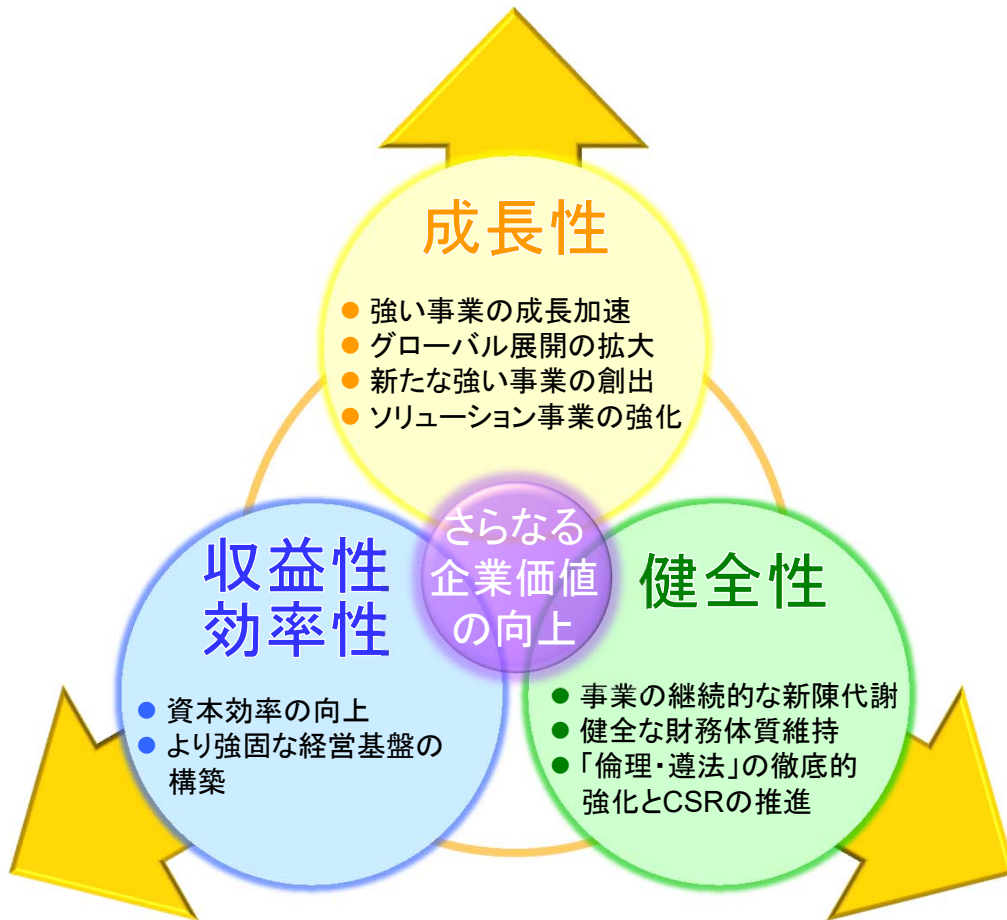 成長性
● 強い事業の成長加速
● グローバル展開の拡大
● 新たな強い事業の創出
● ソリューション事業の強化
さらなる
企業価値
の向上
収益性
効率性
● 資本効率の向上
● より強固な経営基盤の
構築
健全性
● 事業の継続的な新陳代謝
● 健全な財務体質維持
● 「倫理・遵法」の徹底的
強化とCSRの推進